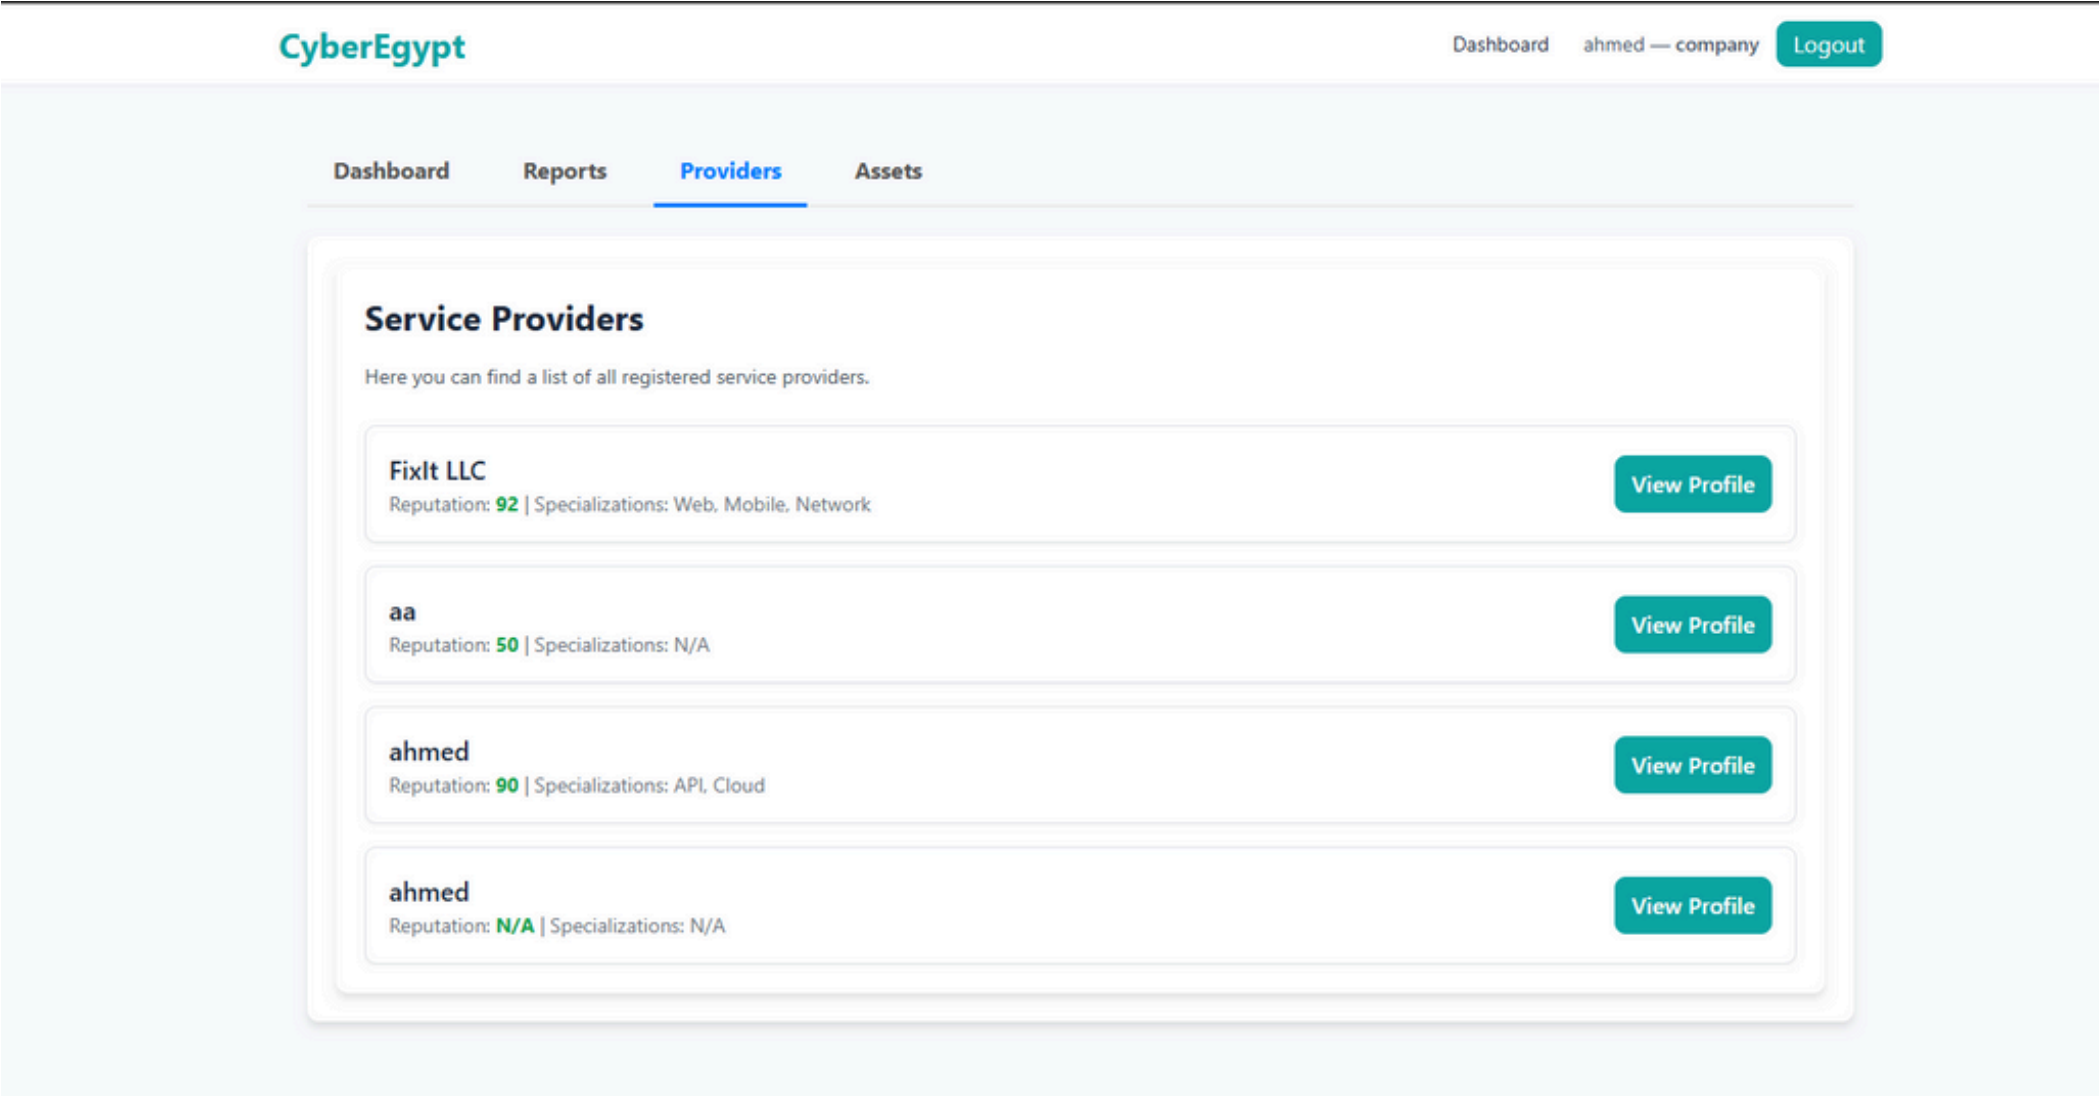 CyberEgypt
Dashboard ahmed — company Logout
Dashboard Reports Providers Assets
Service Providers
Here you can find a list of all registered service providers.
FixIt LLC
Reputation: 92 | Specializations: Web, Mobile, Network
View Profile
aa
Reputation: 50 | Specializations: N/A
View Profile
ahmed
Reputation: 90 | Specializations: API, Cloud
View Profile
ahmed
Reputation: N/A | Specializations: N/A
View Profile